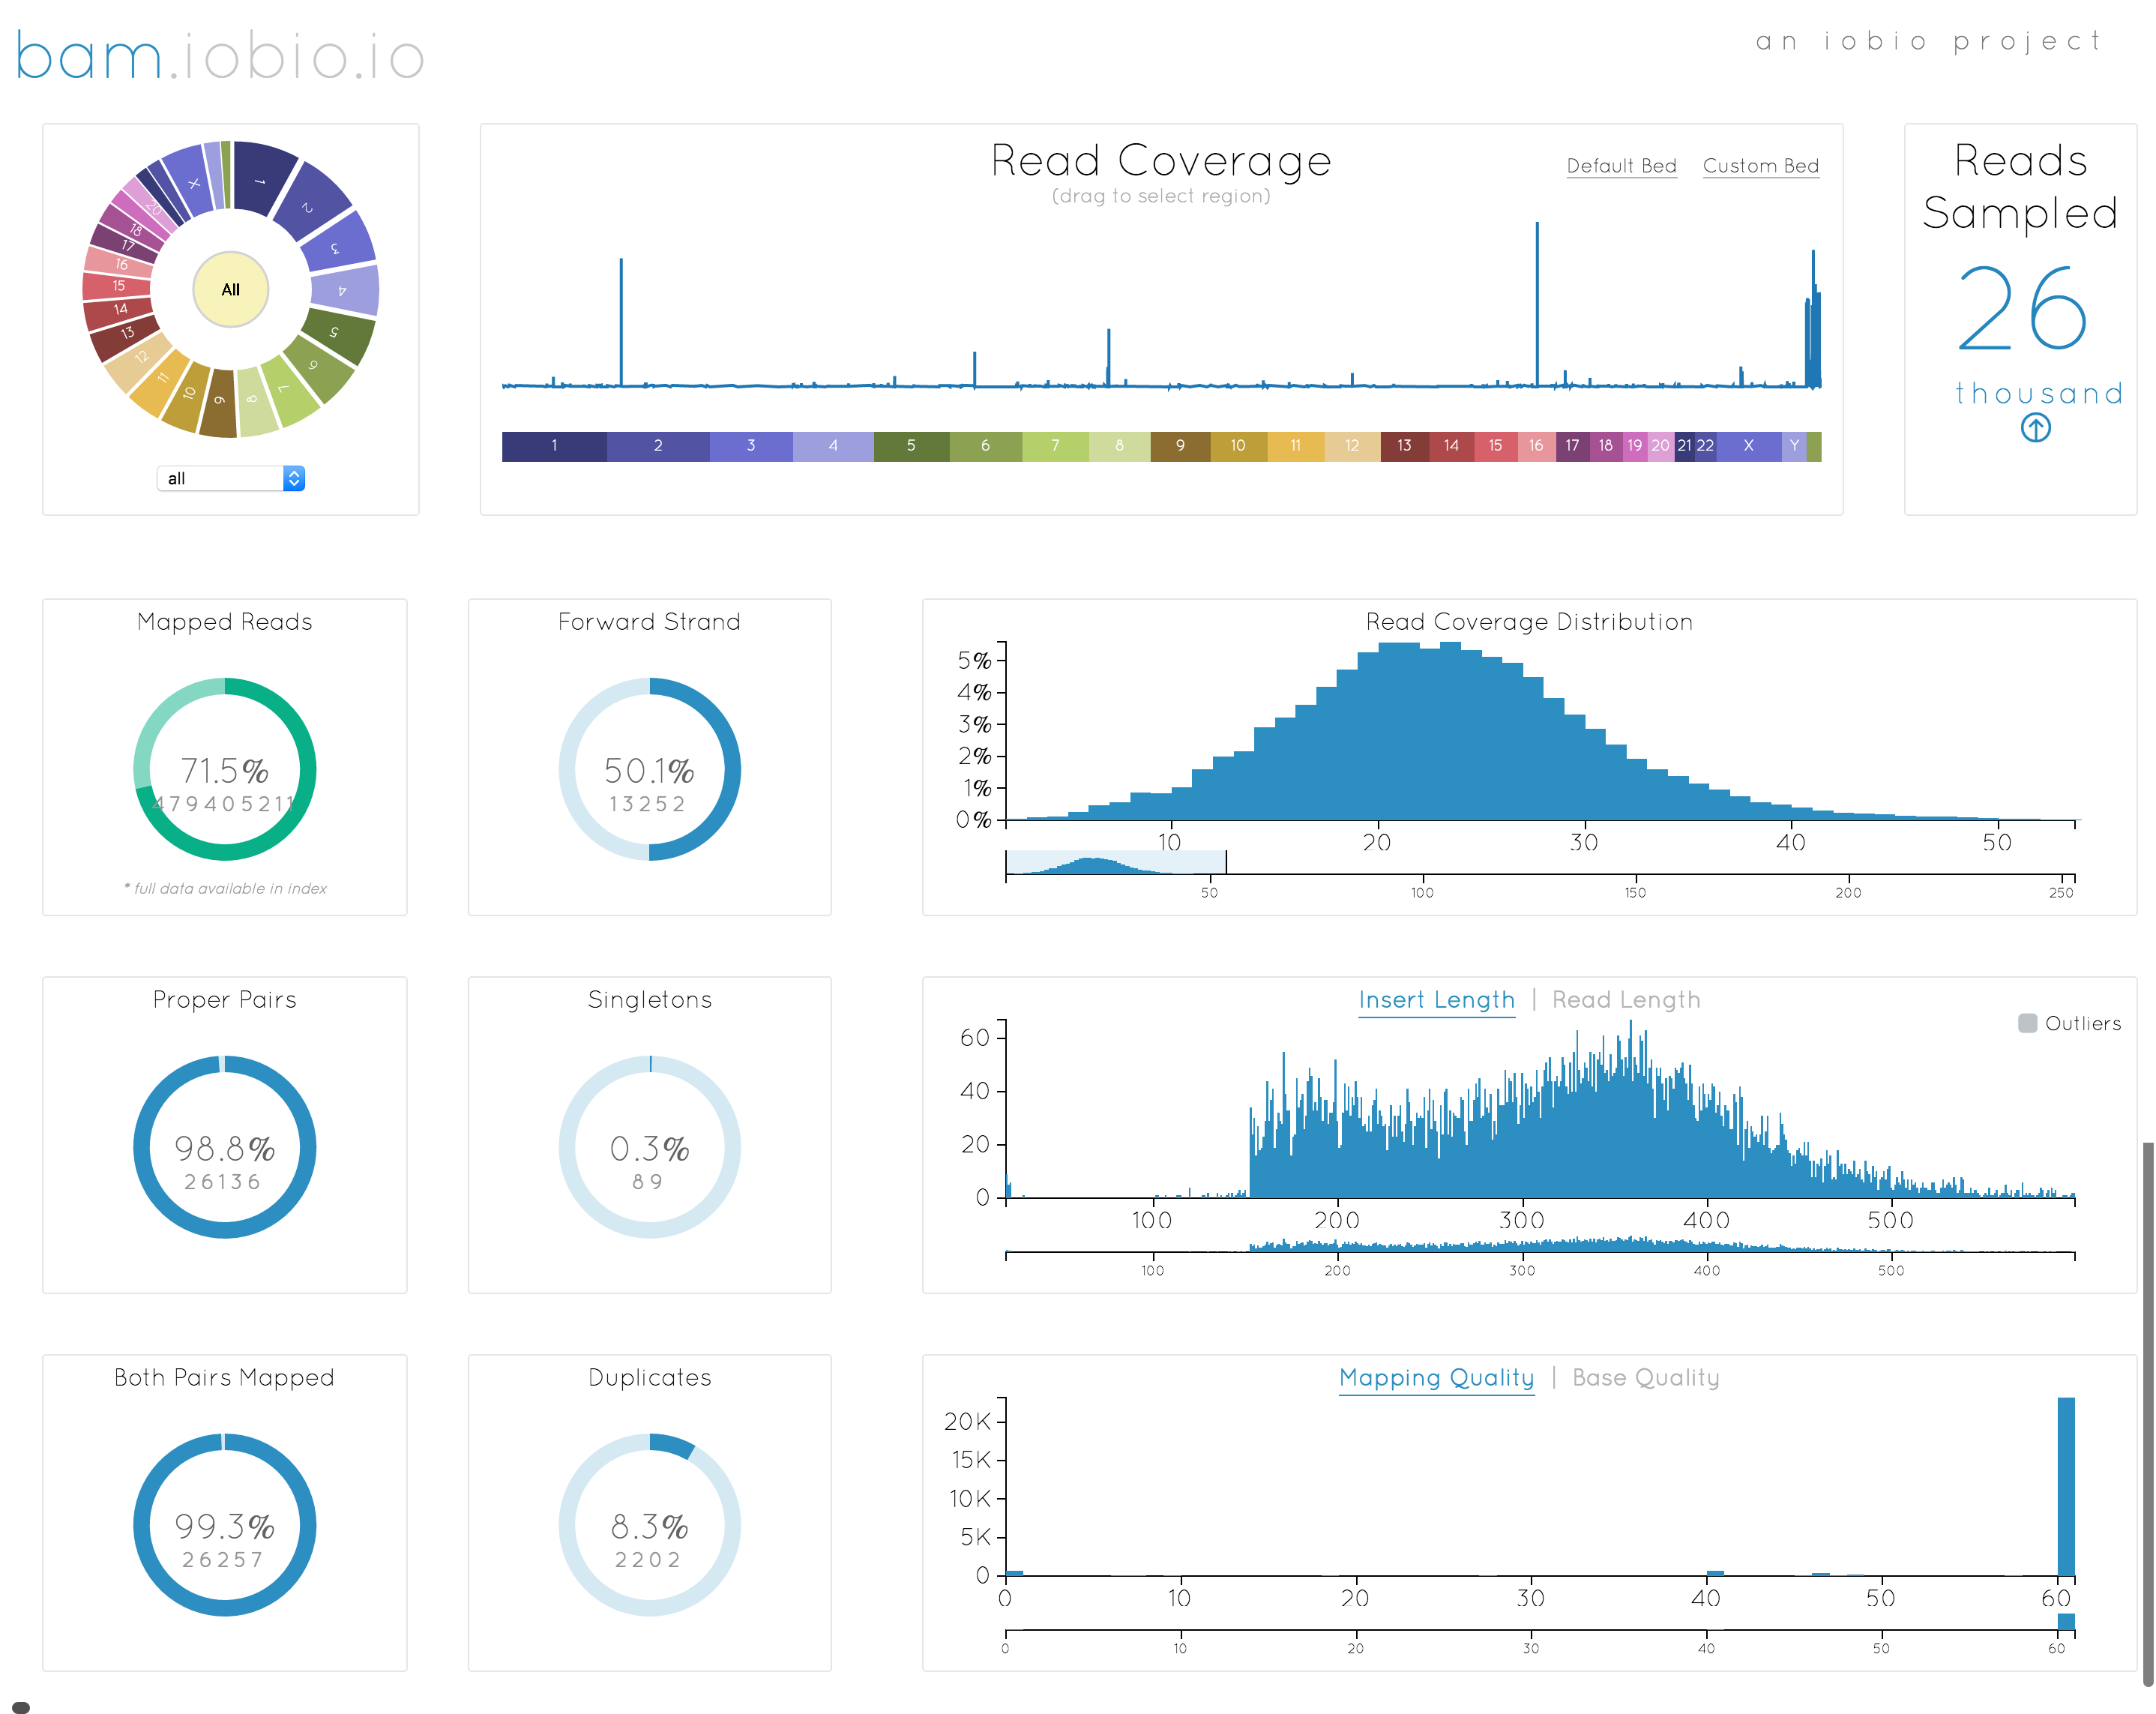 bam.iobio.io
an iobio project
1
2
3
4
5
6
7
8
9
10
11
12
13
14
15
16
17
18
20
X
All
all
Read Coverage
(drag to select region)
Default Bed Custom Bed
1 2 3 4 5 6 7 8 9 10 11 12 13 14 15 16 17 18 19 20 21 22 X Y
Reads
Sampled
26
thousand
Mapped Reads
71.5%
479405211
* full data available in index
Forward Strand
50.1%
13252
Read Coverage Distribution
5%
4%
3%
2%
1%
0%
10 20 30 40 50
50 100 150 200 250
Proper Pairs
98.8%
26136
Singletons
0.3%
89
Insert Length | Read Length
Outliers
60
40
20
0
100 200 300 400 500
100 200 300 400 500
Both Pairs Mapped
99.3%
26257
Duplicates
8.3%
2202
Mapping Quality | Base Quality
20K
15K
10K
5K
0
0 10 20 30 40 50 60
0 10 20 30 40 50 60